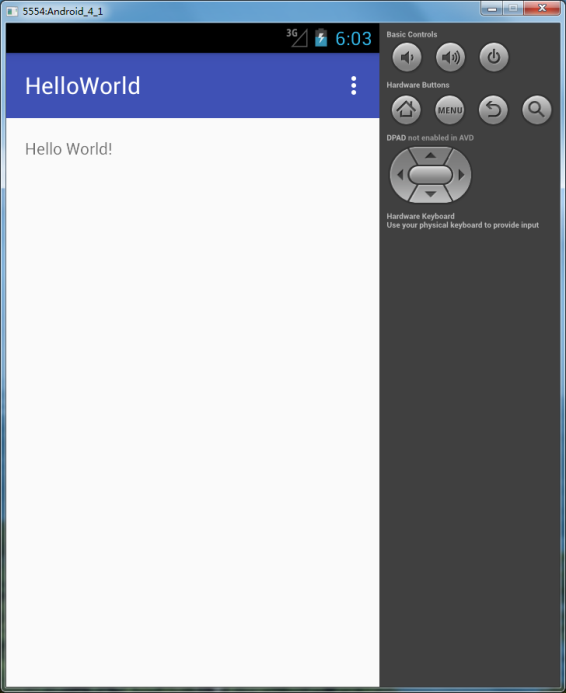 5554:Android_4_1
3G
6:03
HelloWorld
Hello World!
Basic Controls
Hardware Buttons
MENU
DPAD not enabled in AVD
Hardware Keyboard
Use your physical keyboard to provide input